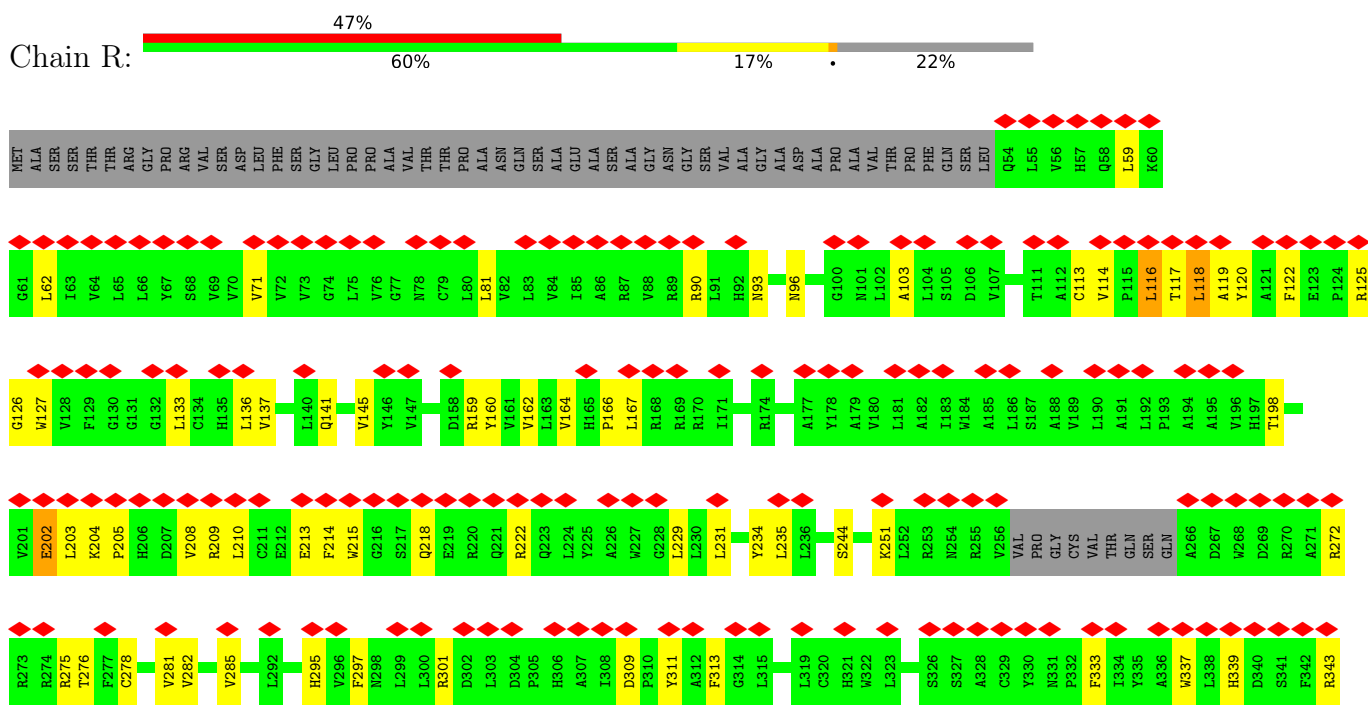 47%
Chain R:
60% 17% • 22%
MET ALA SER SER THR THR ARG GLY PRO ARG VAL SER ASP LEU PHE SER GLY LEU PRO PRO ALA VAL THR THR PRO ALA ASN GLN SER ALA GLU ALA SER ALA GLY ASN GLY SER VAL ALA GLY ALA ASP ALA PRO ALA VAL THR PRO PHE GLN SER LEU Q54 L55 V56 H57 Q58 L59 K60
G61 L62 I63 V64 L65 L66 Y67 S68 V69 V70 V71 V72 V73 G74 L75 V76 G77 N78 C79 L80 L81 V82 L83 V84 I85 A86 R87 V88 R89 R90 L91 H92 N93 N96 G100 N101 L102 A103 L104 S105 D106 V107 T111 A112 C113 V114 P115 L116 T117 L118 A119 Y120 A121 F122 E123 P124 R125
G126 W127 V128 F129 G130 G131 G132 L133 C134 H135 L136 V137 L140 Q141 V145 Y146 V147 D158 R159 Y160 V161 V162 L163 V164 H165 P166 L167 R168 R169 R170 I171 R174 A177 Y178 A179 V180 L181 A182 I183 W184 A185 L186 S187 A188 V189 L190 A191 L192 P193 A194 A195 V196 H197 T198
V201 E202 L203 K204 P205 H206 D207 V208 R209 L210 C211 E212 E213 F214 W215 G216 S217 Q218 E219 R220 Q221 R222 Q223 L224 Y225 A226 W227 G228 L229 L230 L231 Y234 L235 L236 S244 K251 L252 R253 N254 R255 V256 VAL PRO GLY CYS VAL THR GLN SER GLN A266 D267 W268 D269 R270 A271 R272
R273 R274 R275 T276 F277 C278 V281 V282 V285 L292 H295 V296 F297 N298 L299 L300 R301 D302 L303 D304 P305 H306 A307 I308 D309 P310 Y311 A312 F313 G314 L315 L319 C320 H321 W322 L323 S326 S327 A328 C329 Y330 N331 P332 F333 I334 Y335 A336 W337 L338 H339 D340 S341 F342 R343